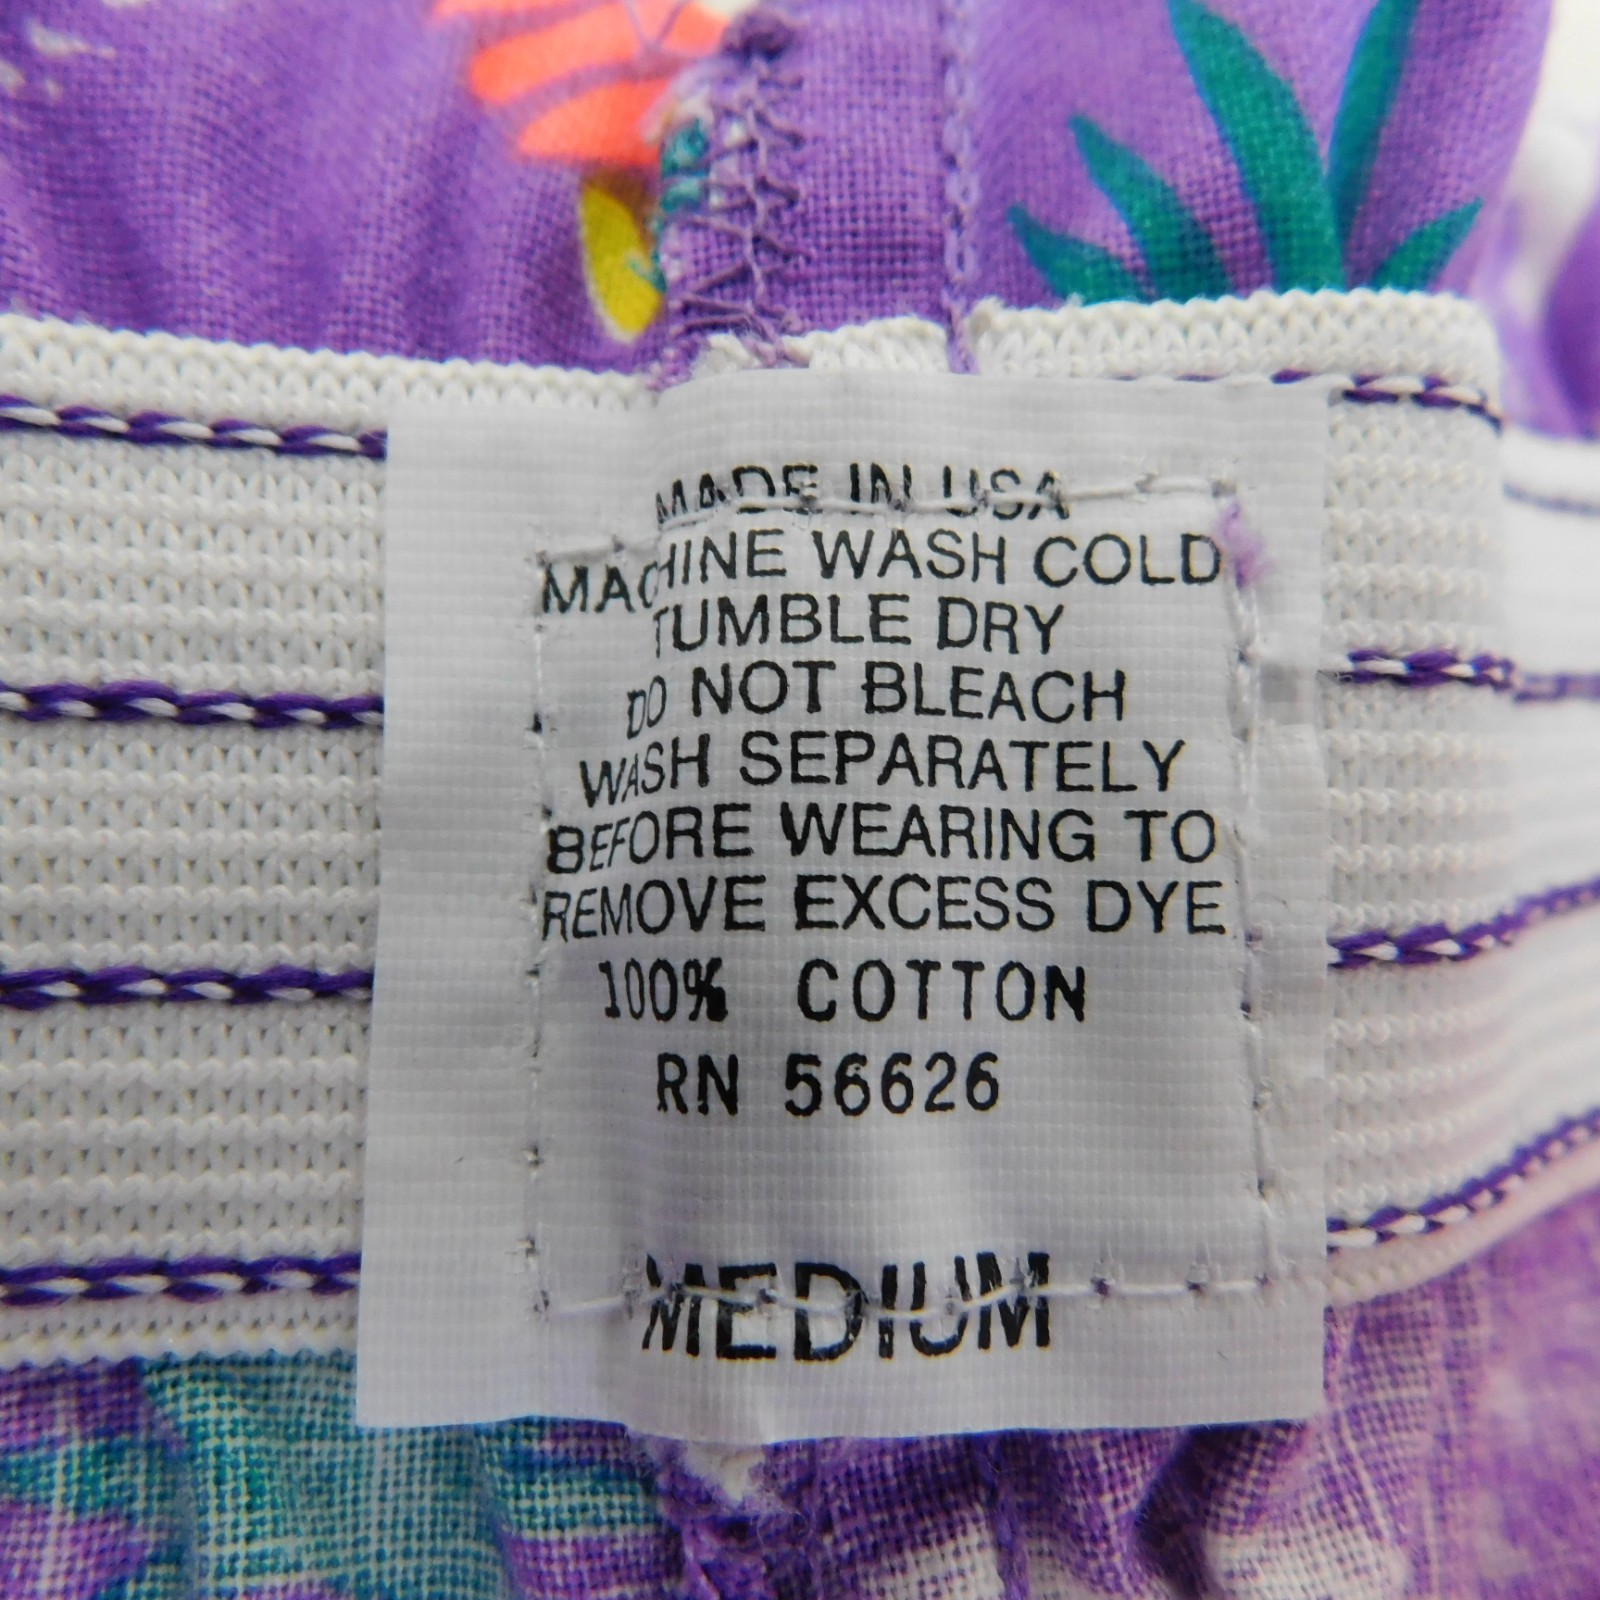 MADE IN USA
MACHINE WASH COLD
TUMBLE DRY
DO NOT BLEACH
WASH SEPARATELY
BEFORE WEARING TO
REMOVE EXCESS DYE
100% COTTON
RN 56626
MEDIUM